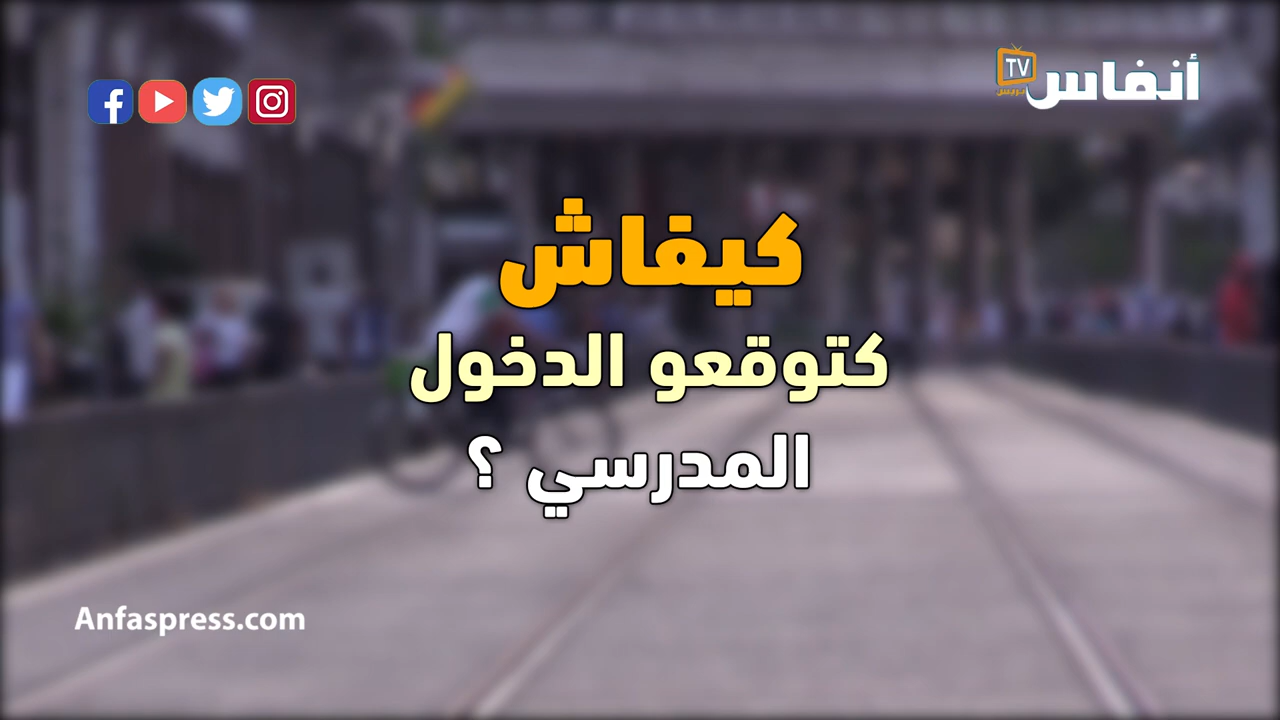 أنفاس
TV
كيفاش
كتوقعو الدخول
المدرسي ؟
Anfaspress.com